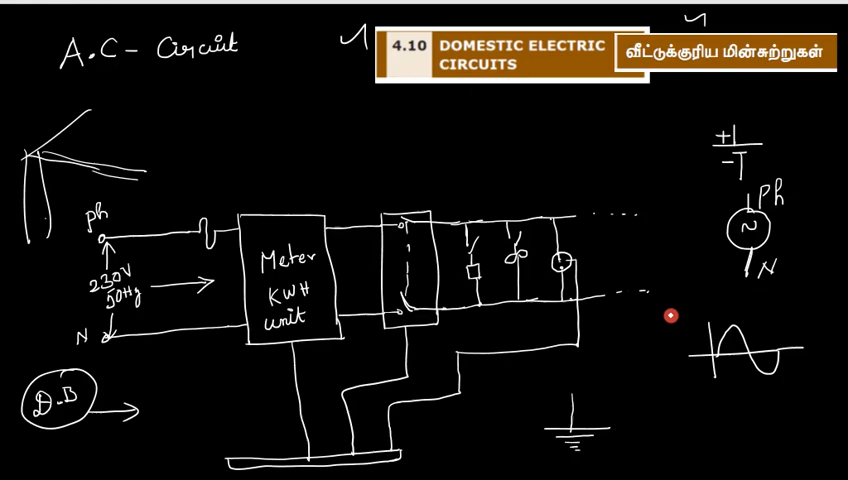 A.C - Circuit
4.10 DOMESTIC ELECTRIC
CIRCUITS
வீட்டுக்குரிய மின்சுற்றுகள்
+
-
Ph
~
N
ph
230V
50Hz
N
Meter
KWH
unit
D.B